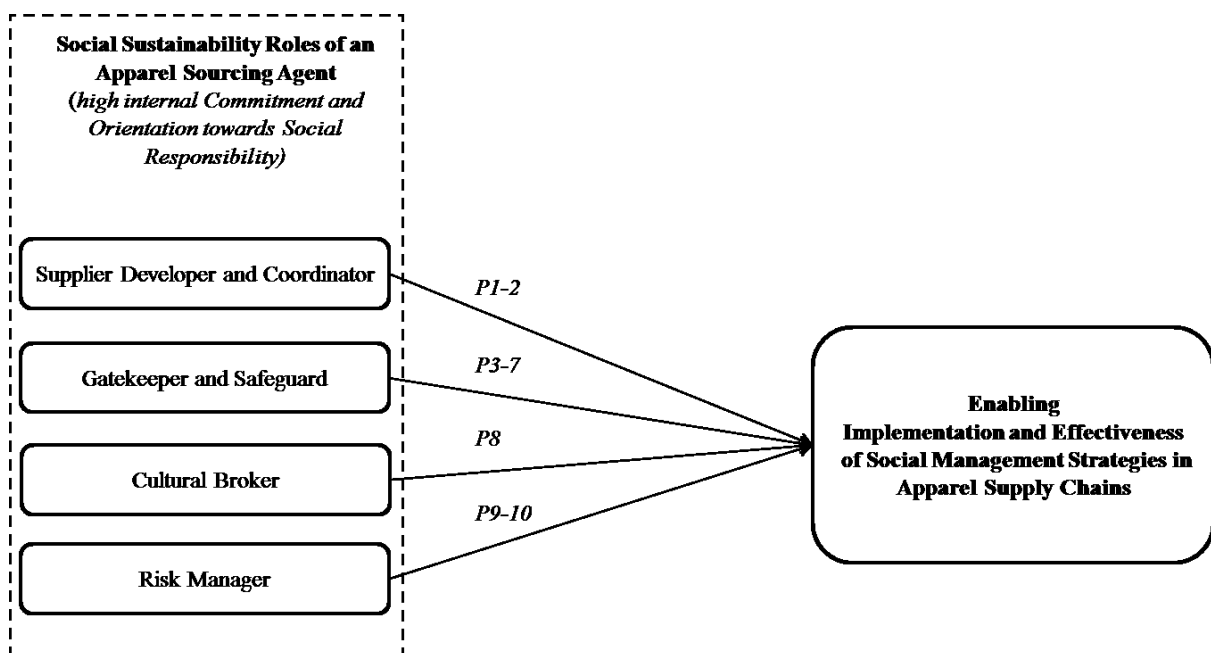 Social Sustainability Roles of an
Apparel Sourcing Agent
(high internal Commitment and
Orientation towards Social
Responsibility)
Supplier Developer and Coordinator
P1-2
Gatekeeper and Safeguard
P3-7
Cultural Broker
P8
Risk Manager
P9-10
Enabling
Implementation and Effectiveness
of Social Management Strategies in
Apparel Supply Chains